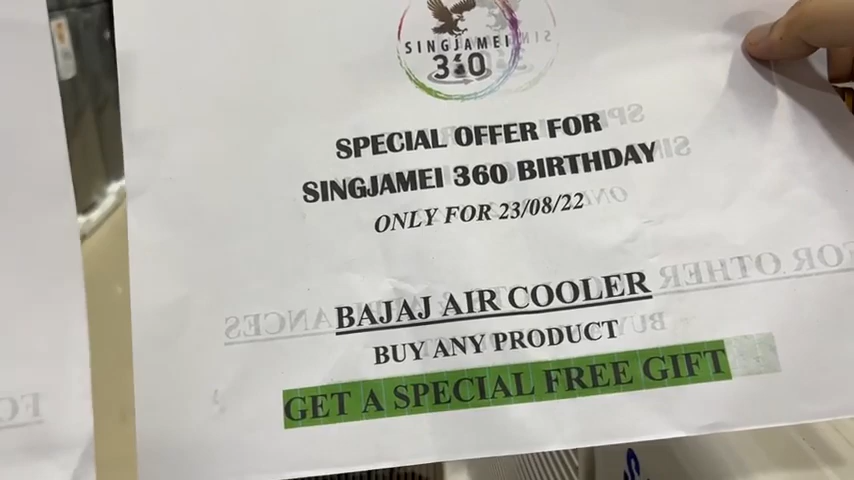 SINGJAMEI
360
SPECIAL OFFER FOR
SINGJAMEI 360 BIRTHDAY
ONLY FOR 23/08/22
BAJAJ AIR COOLER
BUY ANY PRODUCT
GET A SPECIAL FREE GIFT